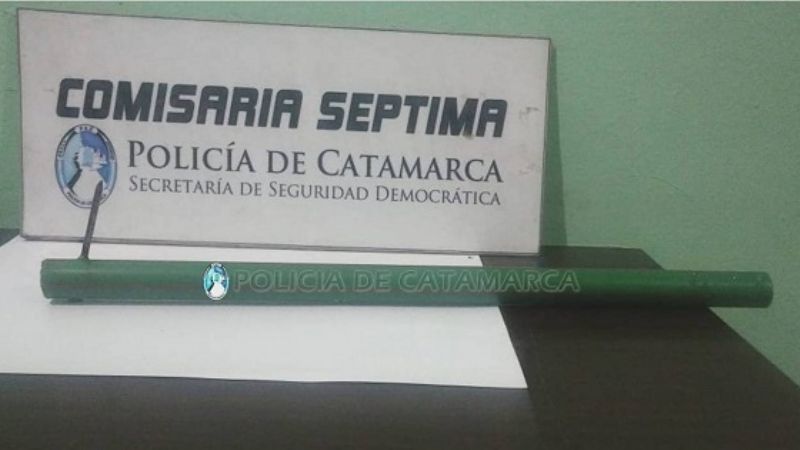 COMISARIA SEPTIMA
POLICÍA DE CATAMARCA
SECRETARÍA DE SEGURIDAD DEMOCRÁTICA
POLICIA DE CATAMARCA